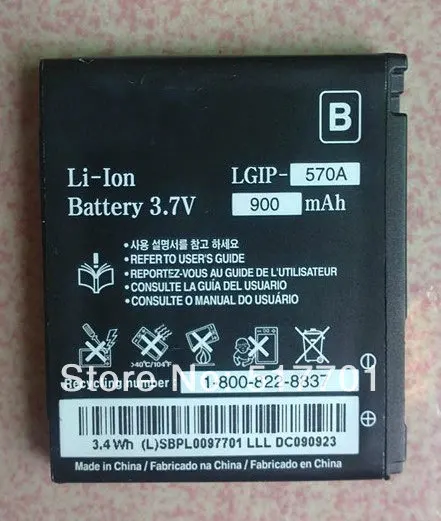 B
Li-Ion LGIP- 570A
Battery 3.7V 900 mAh
• 사용 설명서를 참고 하세요
• REFER TO USER'S GUIDE
• REPORTEZ-VOUS AU GUIDE DE L'UTILISATEUR
• CONSULTE LA GUÍA DEL USUARIO
• CONSULTE O MANUAL DO USUÁRIO
>40°C/104°F
Store No: 517701
Recycling number : 1-800-822-8837
3,4 Wh (L)SBPL0097701 LLL DC090923
Made in China / Fabricado na China / Fabricado en China